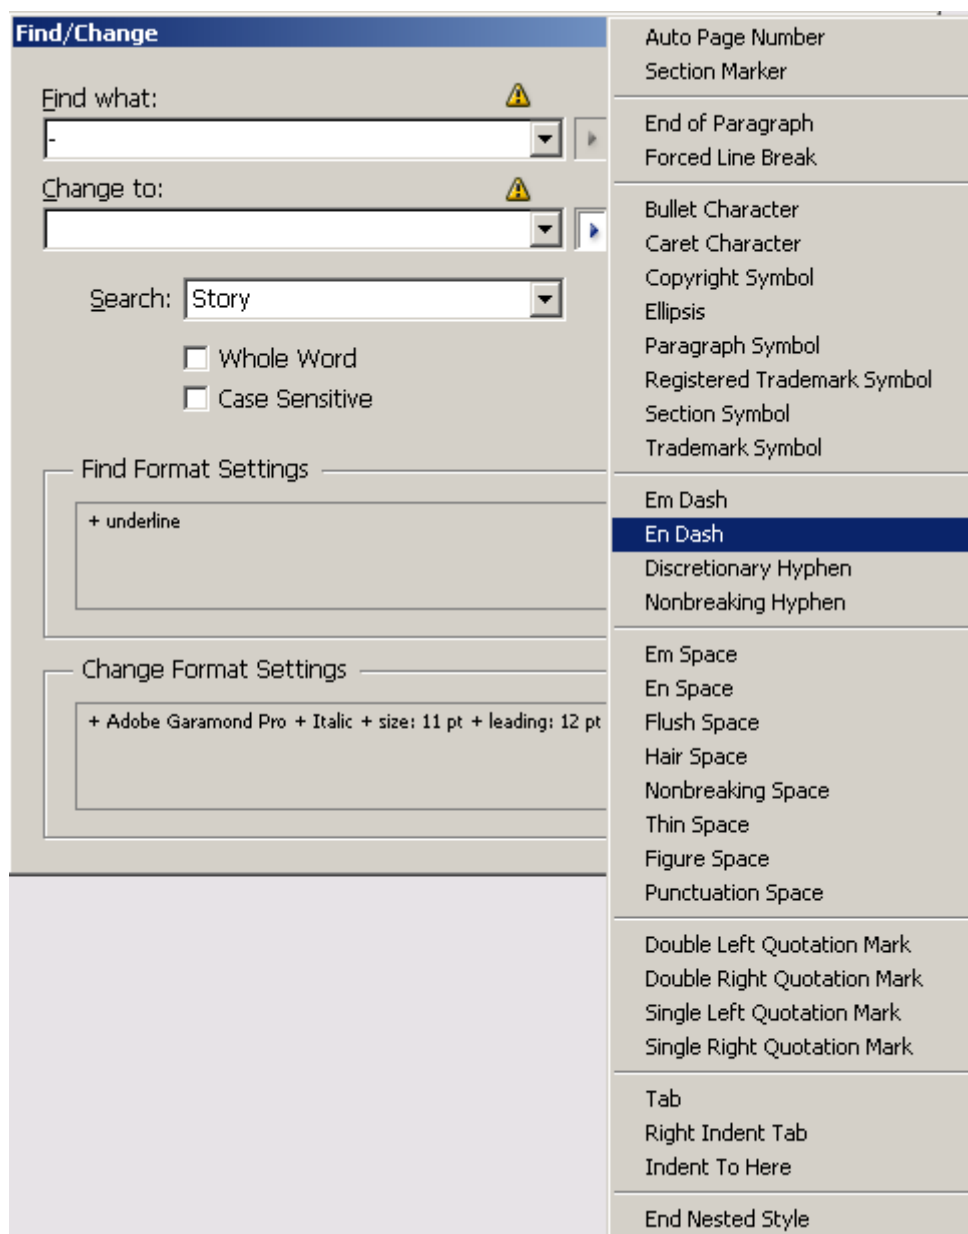 Find/Change
Find what:
-
Change to:
Search: Story
Whole Word
Case Sensitive
Find Format Settings
+ underline
Change Format Settings
+ Adobe Garamond Pro + Italic + size: 11 pt + leading: 12 pt
Auto Page Number
Section Marker
End of Paragraph
Forced Line Break
Bullet Character
Caret Character
Copyright Symbol
Ellipsis
Paragraph Symbol
Registered Trademark Symbol
Section Symbol
Trademark Symbol
Em Dash
En Dash
Discretionary Hyphen
Nonbreaking Hyphen
Em Space
En Space
Flush Space
Hair Space
Nonbreaking Space
Thin Space
Figure Space
Punctuation Space
Double Left Quotation Mark
Double Right Quotation Mark
Single Left Quotation Mark
Single Right Quotation Mark
Tab
Right Indent Tab
Indent To Here
End Nested Style